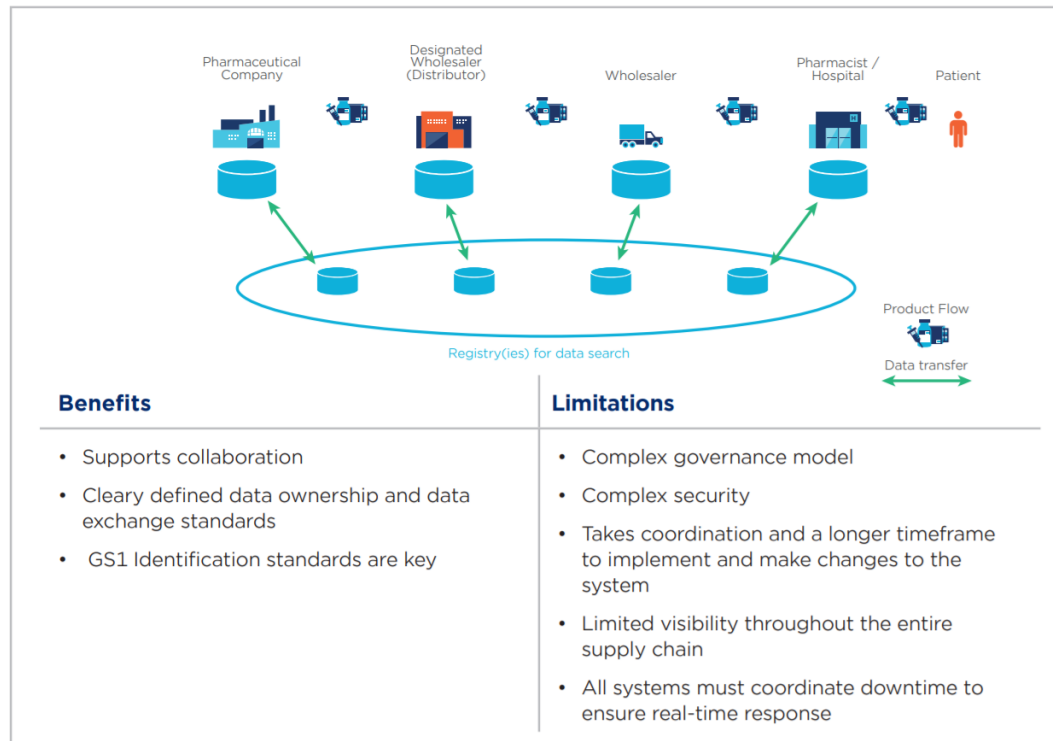 Pharmaceutical
Company
Designated
Wholesaler
(Distributor)
Wholesaler
Pharmacist /
Hospital
Patient
H
Registry(ies) for data search
Product Flow
Data transfer
Benefits
• Supports collaboration
• Cleary defined data ownership and data
exchange standards
• GS1 Identification standards are key
Limitations
• Complex governance model
• Complex security
• Takes coordination and a longer timeframe
to implement and make changes to the
system
• Limited visibility throughout the entire
supply chain
• All systems must coordinate downtime to
ensure real-time response